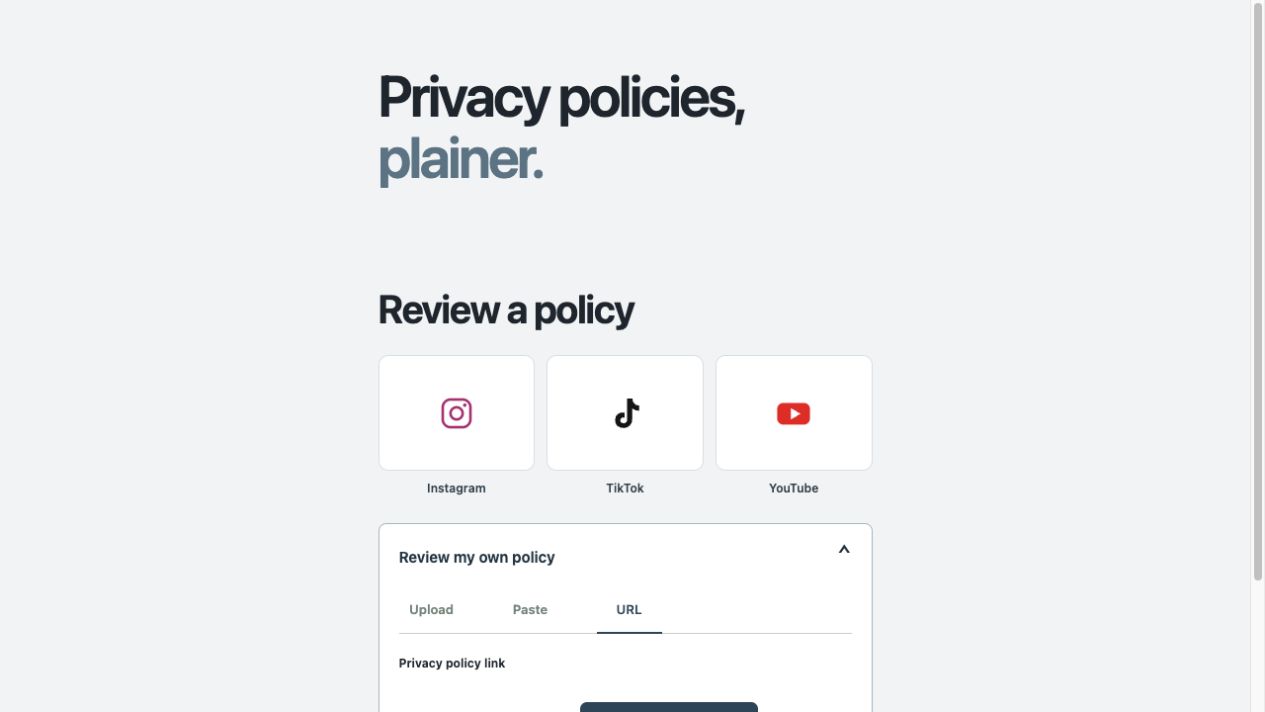 Privacy policies,
plainer.
Review a policy
Instagram
TikTok
YouTube
Review my own policy
Upload
Paste
URL
Privacy policy link